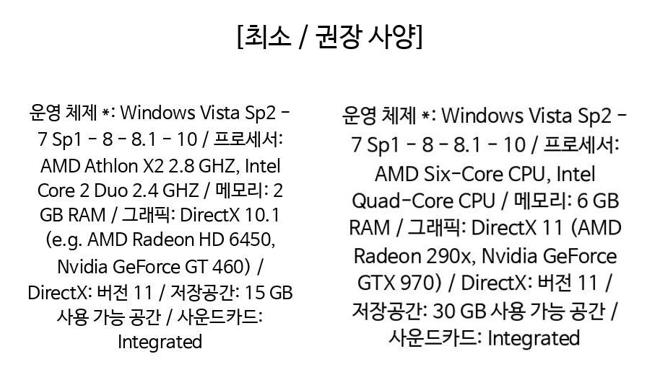 [최소 / 권장 사양]
운영 체제 *: Windows Vista Sp2 -
7 Sp1 - 8 - 8.1 - 10 / 프로세서:
AMD Athlon X2 2.8 GHZ, Intel
Core 2 Duo 2.4 GHZ / 메모리: 2
GB RAM / 그래픽: DirectX 10.1
(e.g. AMD Radeon HD 6450,
Nvidia GeForce GT 460) /
DirectX: 버전 11 / 저장공간: 15 GB
사용 가능 공간 / 사운드카드:
Integrated
운영 체제 *: Windows Vista Sp2 -
7 Sp1 - 8 - 8.1 - 10 / 프로세서:
AMD Six-Core CPU, Intel
Quad-Core CPU / 메모리: 6 GB
RAM / 그래픽: DirectX 11 (AMD
Radeon 290x, Nvidia GeForce
GTX 970) / DirectX: 버전 11 /
저장공간: 30 GB 사용 가능 공간 /
사운드카드: Integrated